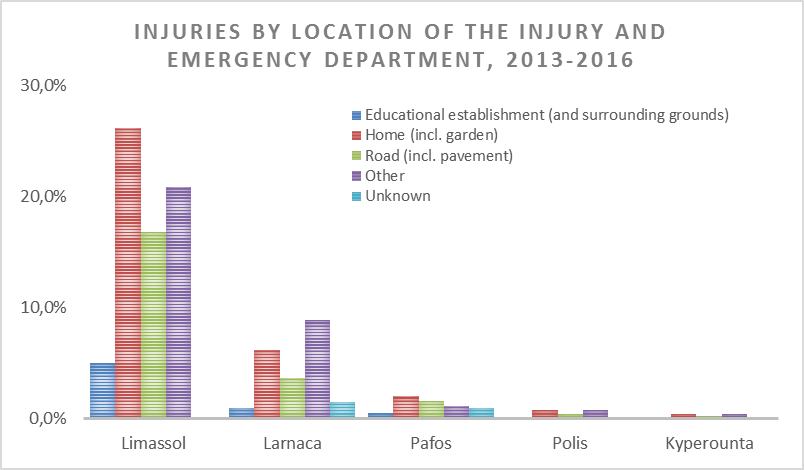 INJURIES BY LOCATION OF THE INJURY AND
EMERGENCY DEPARTMENT, 2013-2016
30,0%
20,0%
10,0%
0,0%
Educational establishment (and surrounding grounds)
Home (incl. garden)
Road (incl. pavement)
Other
Unknown
Limassol
Larnaca
Pafos
Polis
Kyperounta